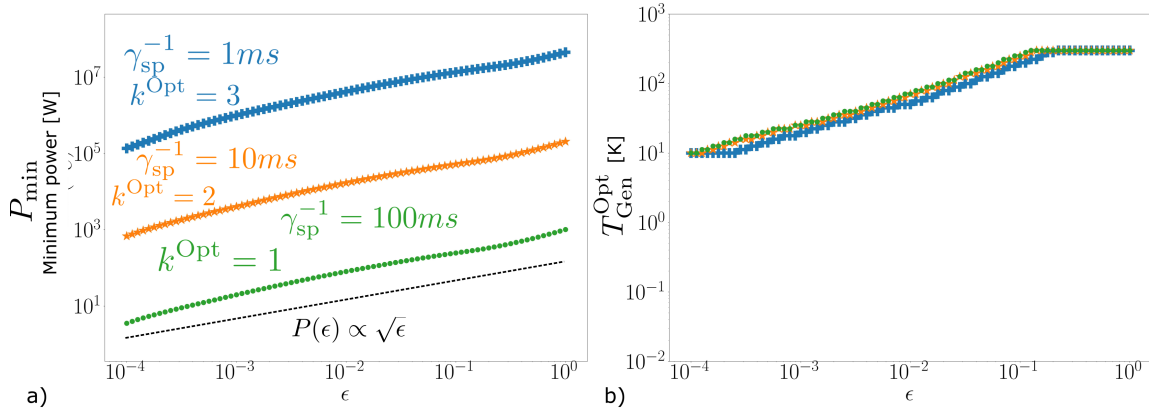 γ_sp^{-1} = 1ms
k^Opt = 3
γ_sp^{-1} = 10ms
k^Opt = 2
γ_sp^{-1} = 100ms
k^Opt = 1
P(ϵ) ∝ √ϵ
P_min
Minimum power [W]
10^7
10^5
10^3
10^1
10^{-4} 10^{-3} 10^{-2} 10^{-1} 10^0
ϵ
a)
T_Gen^Opt [K]
10^3
10^2
10^1
10^0
10^{-1}
10^{-2}
10^{-4} 10^{-3} 10^{-2} 10^{-1} 10^0
ϵ
b)